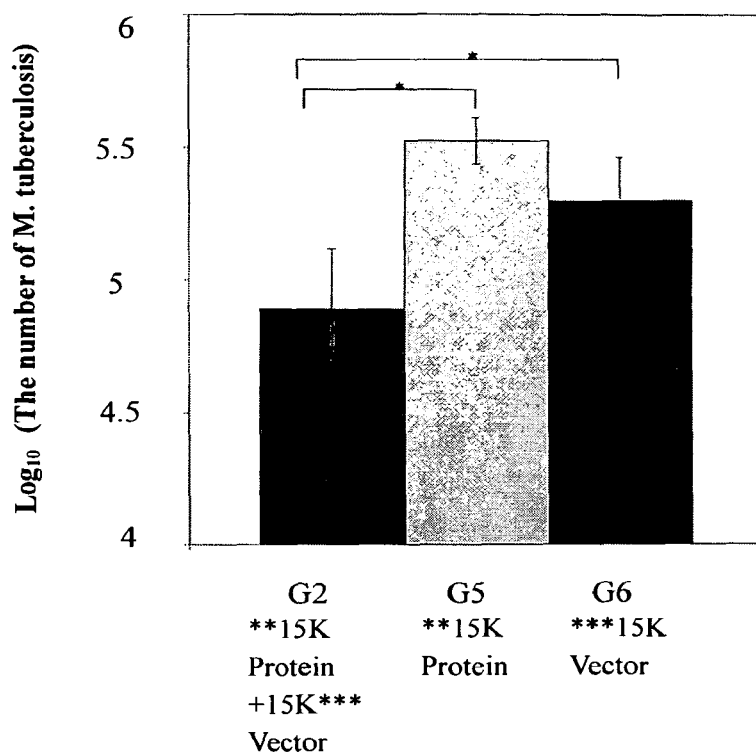 Log₁₀ (The number of M. tuberculosis)
6
5.5
5
4.5
4
*
*
G2
**15K
Protein
+15K***
Vector
G5
**15K
Protein
G6
***15K
Vector